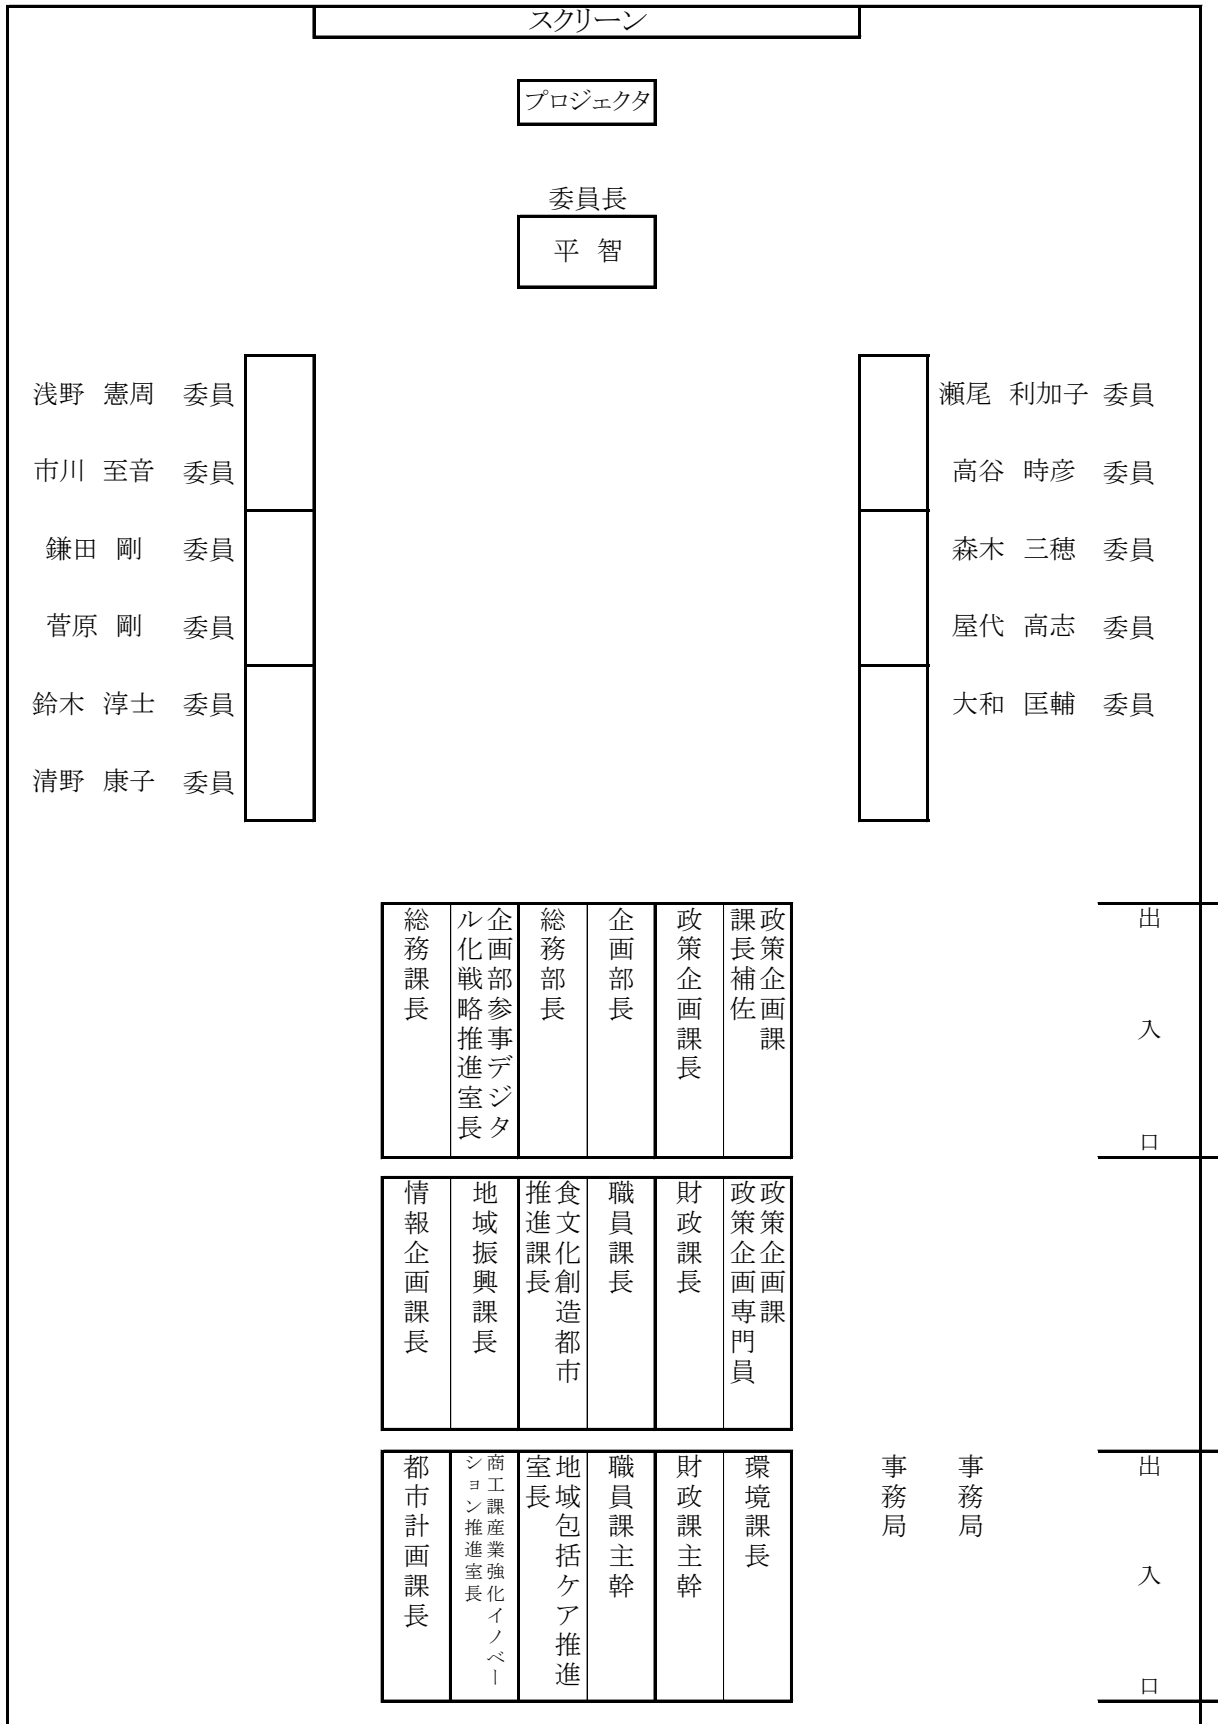 スクリーン
プロジェクタ
委員長
平 智
浅野 憲周 委員
市川 至音 委員
鎌田 剛 委員
菅原 剛 委員
鈴木 淳士 委員
清野 康子 委員
瀬尾 利加子 委員
高谷 時彦 委員
森木 三穂 委員
屋代 高志 委員
大和 匡輔 委員
総務課長
企画部参事デジタ
ル化戦略推進室長
総務部長
企画部長
政策企画課長
政策企画課
課長補佐
出入口
情報企画課長
地域振興課長
食文化創造都市
推進課長
職員課長
財政課長
政策企画課
政策企画専門員
都市計画課長
商工課産業強化イノベー
ション推進室長
地域包括ケア推進
室長
職員課主幹
財政課主幹
環境課長
事務局
事務局
出入口